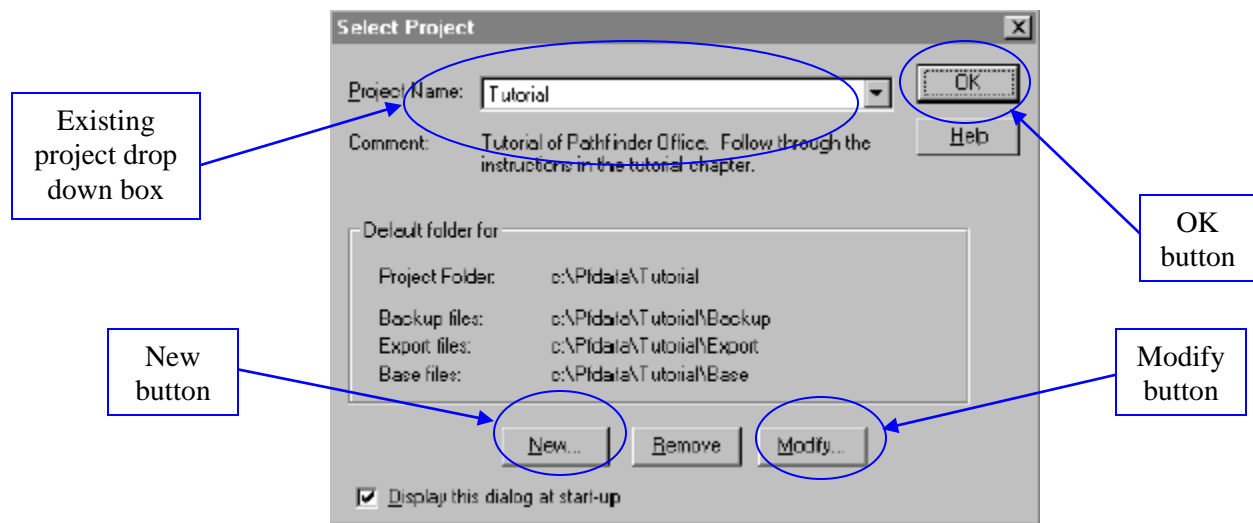 Select Project
Project Name: Tutorial
OK
Comment: Tutorial of Pathfinder Office. Follow through the
instructions in the tutorial chapter.
Help
Existing
project drop
down box
OK
button
Default folder for
Project Folder: c:\Pfdata\Tutorial
Backup files: c:\Pfdata\Tutorial\Backup
Export files: c:\Pfdata\Tutorial\Export
Base files: c:\Pfdata\Tutorial\Base
New
button
Modify
button
New...
Remove
Modify...
Display this dialog at start-up